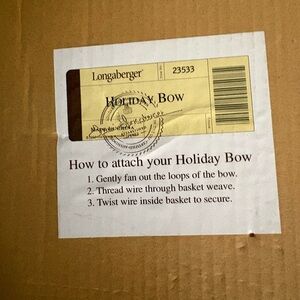 Longaberger
23533
HOLIDAY BOW
How to attach your Holiday Bow
1. Gently fan out the loops of the bow.
2. Thread wire through basket weave.
3. Twist wire inside basket to secure.